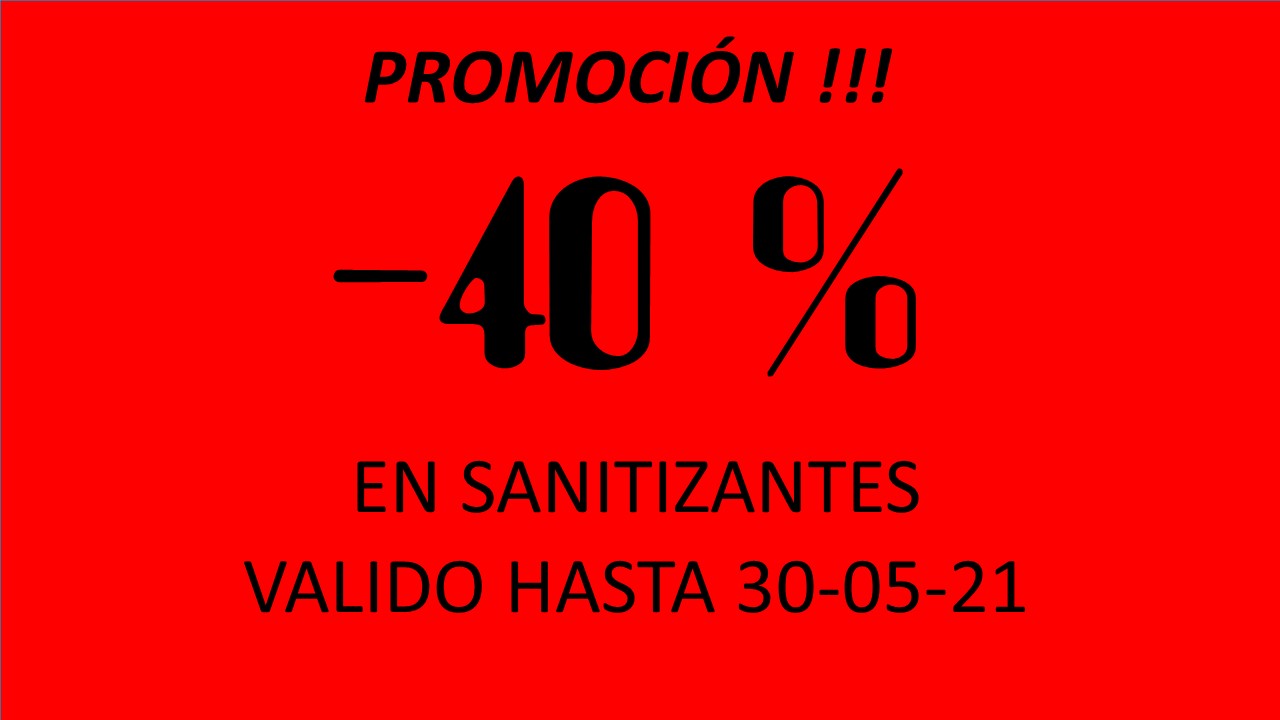 PROMOCIÓN !!!
-40 %
EN SANITIZANTES
VALIDO HASTA 30-05-21